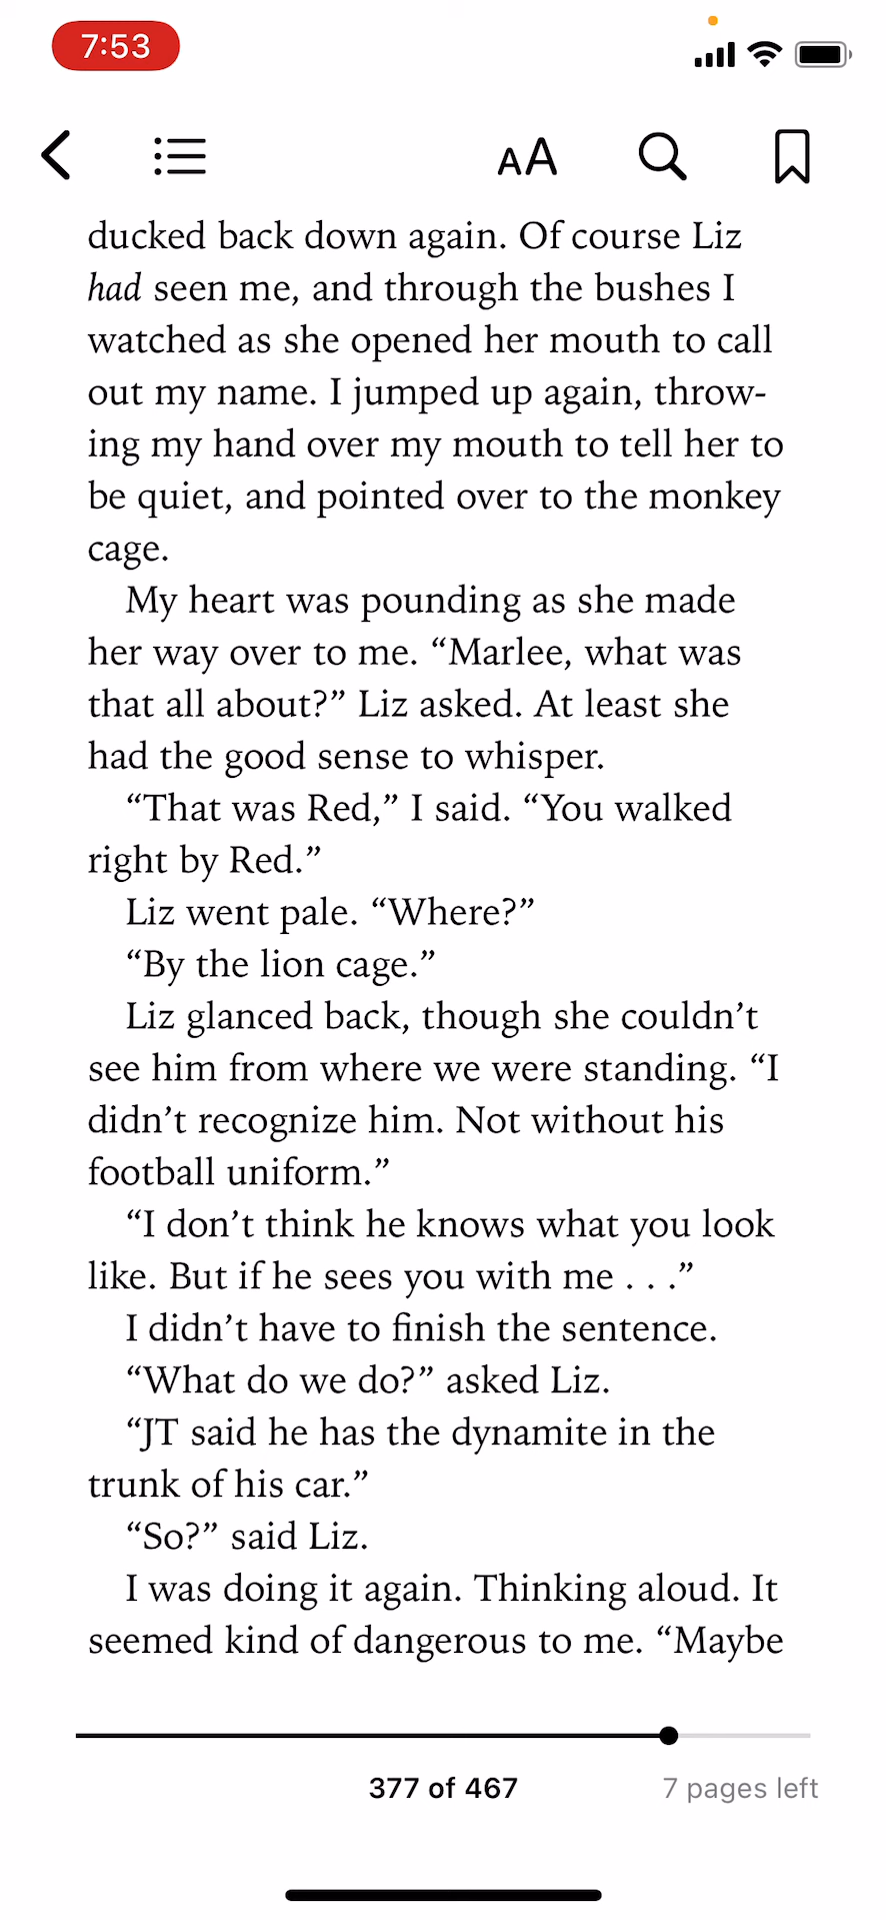 7:53
AA
ducked back down again. Of course Liz
had seen me, and through the bushes I
watched as she opened her mouth to call
out my name. I jumped up again, throw-
ing my hand over my mouth to tell her to
be quiet, and pointed over to the monkey
cage.
My heart was pounding as she made
her way over to me. “Marlee, what was
that all about?” Liz asked. At least she
had the good sense to whisper.
“That was Red,” I said. “You walked
right by Red.”
Liz went pale. “Where?”
“By the lion cage.”
Liz glanced back, though she couldn’t
see him from where we were standing. “I
didn’t recognize him. Not without his
football uniform.”
“I don’t think he knows what you look
like. But if he sees you with me . . .”
I didn’t have to finish the sentence.
“What do we do?” asked Liz.
“JT said he has the dynamite in the
trunk of his car.”
“So?” said Liz.
I was doing it again. Thinking aloud. It
seemed kind of dangerous to me. “Maybe
377 of 467
7 pages left